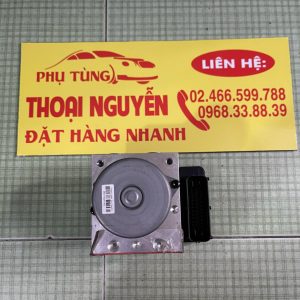 PHỤ TÙNG
LIÊN HỆ:
THOẠI NGUYỄN
02.466.599.788
0968.33.88.39
ĐẶT HÀNG NHANH